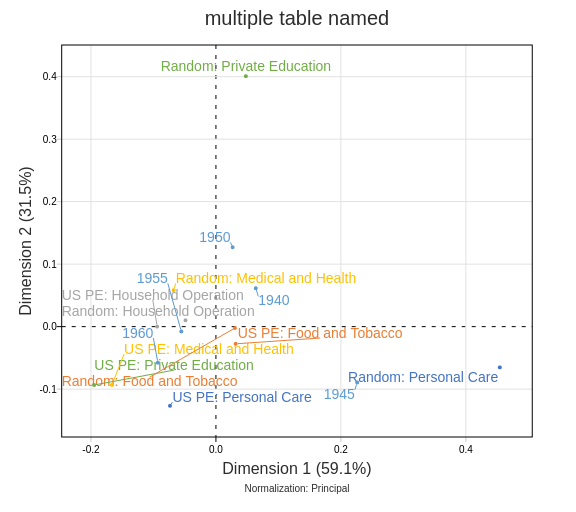 multiple table named
Random: Private Education
0.4
0.3
0.2
0.1
0.0
-0.1
Dimension 2 (31.5%)
1950
1955
Random: Medical and Health
US PE: Household Operation
1940
Random: Household Operation
1960
US PE: Food and Tobacco
US PE: Medical and Health
US PE: Private Education
Random: Food and Tobacco
Random: Personal Care
US PE: Personal Care
1945
-0.2
0.0
0.2
0.4
Dimension 1 (59.1%)
Normalization: Principal